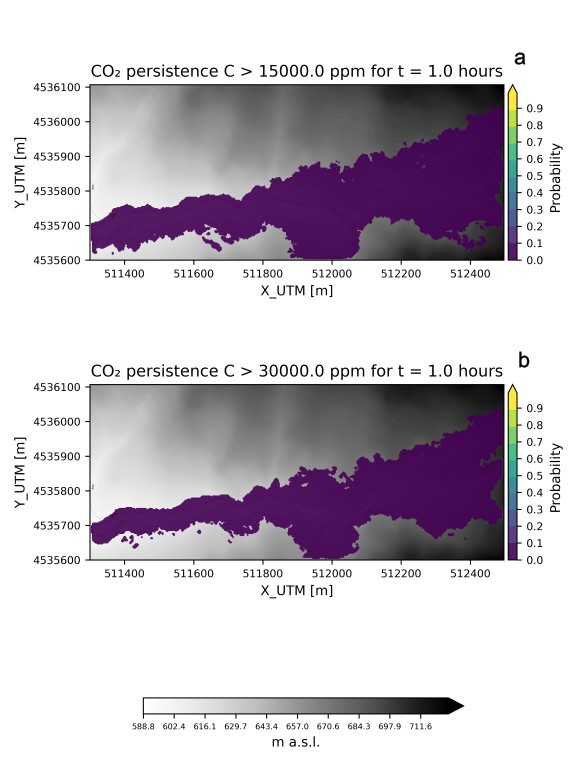 a
CO₂ persistence C > 15000.0 ppm for t = 1.0 hours
4536100
4536000
4535900
4535800
4535700
4535600
Y_UTM [m]
511400 511600 511800 512000 512200 512400
X_UTM [m]
0.9
0.8
0.7
0.6
0.5
0.4
0.3
0.2
0.1
0.0
Probability
b
CO₂ persistence C > 30000.0 ppm for t = 1.0 hours
4536100
4536000
4535900
4535800
4535700
4535600
Y_UTM [m]
511400 511600 511800 512000 512200 512400
X_UTM [m]
0.9
0.8
0.7
0.6
0.5
0.4
0.3
0.2
0.1
0.0
Probability
588.8 602.4 616.1 629.7 643.4 657.0 670.6 684.3 697.9 711.6
m a.s.l.